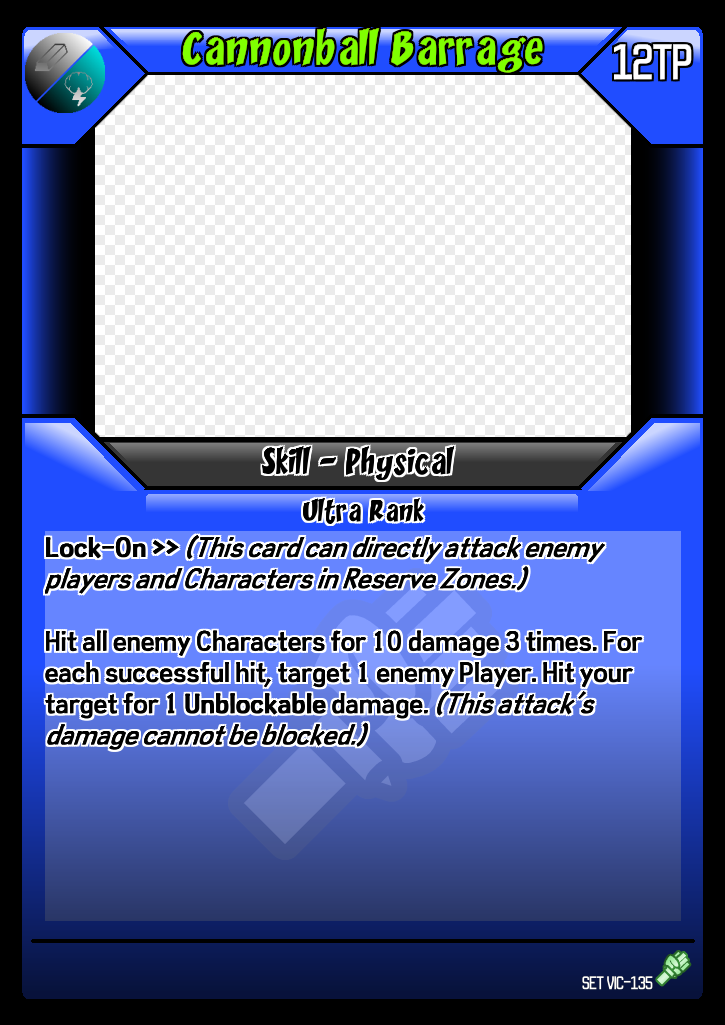 Cannonball Barrage
12TP
Skill - Physical
Ultra Rank
Lock-On >> (This card can directly attack enemy
players and Characters in Reserve Zones.)
Hit all enemy Characters for 10 damage 3 times. For
each successful hit, target 1 enemy Player. Hit your
target for 1 Unblockable damage. (This attack's
damage cannot be blocked.)
SET VIC-135